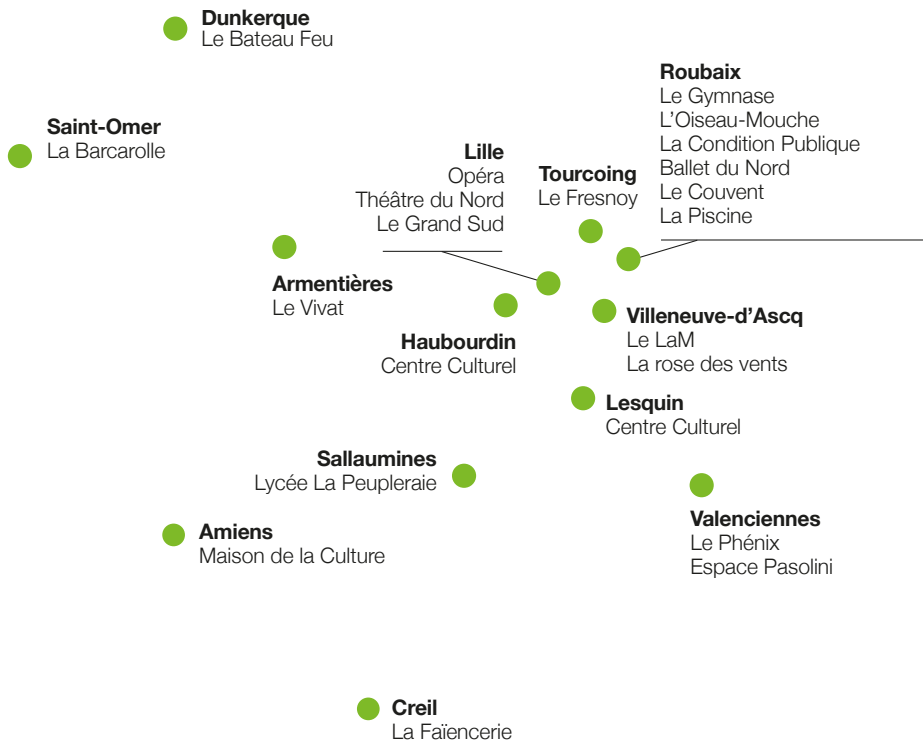 Dunkerque
Le Bateau Feu
Saint-Omer
La Barcarolle
Lille
Opéra
Théâtre du Nord
Le Grand Sud
Tourcoing
Le Fresnoy
Roubaix
Le Gymnase
L'Oiseau-Mouche
La Condition Publique
Ballet du Nord
Le Couvent
La Piscine
Armentières
Le Vivat
Haubourdin
Centre Culturel
Villeneuve-d'Ascq
Le LaM
La rose des vents
Lesquin
Centre Culturel
Sallaumines
Lycée La Peupleraie
Amiens
Maison de la Culture
Valenciennes
Le Phénix
Espace Pasolini
Creil
La Faïencerie